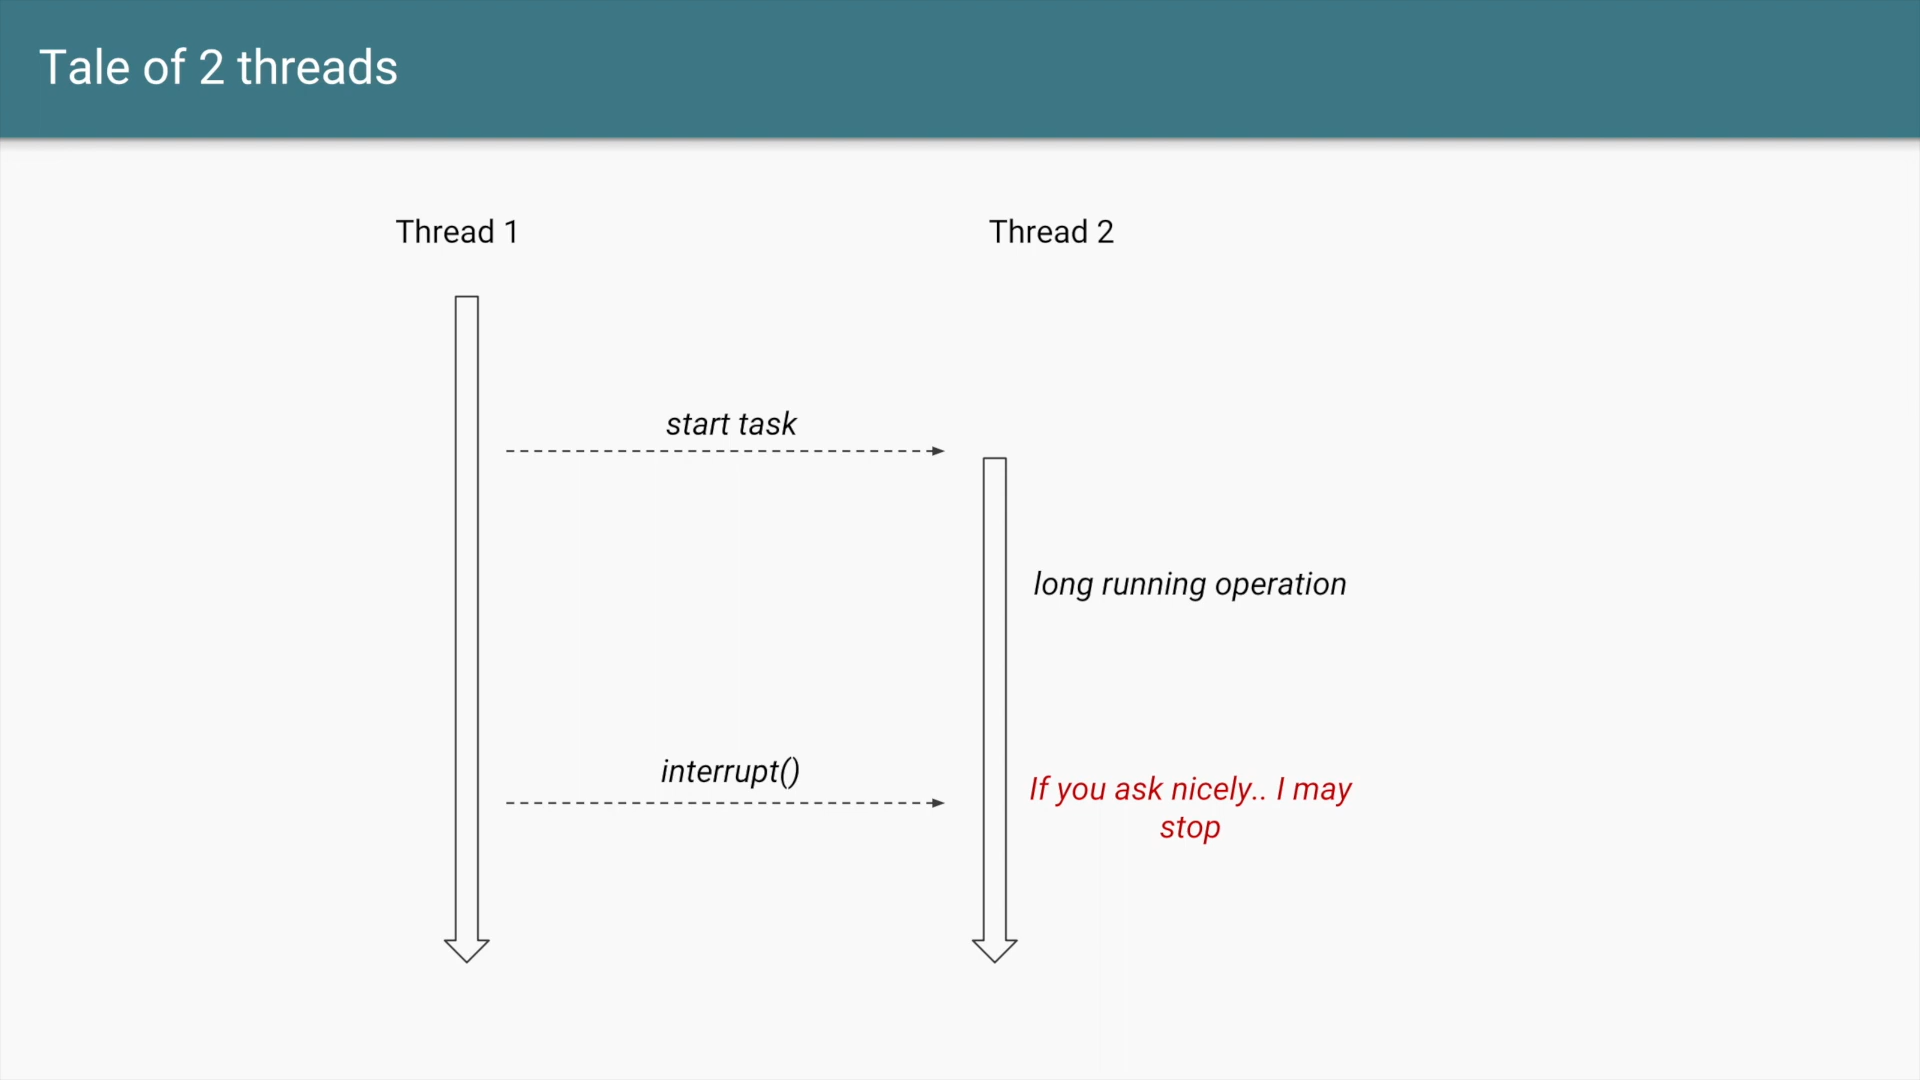 Tale of 2 threads
Thread 1
Thread 2
start task
long running operation
interrupt()
If you ask nicely.. I may
stop